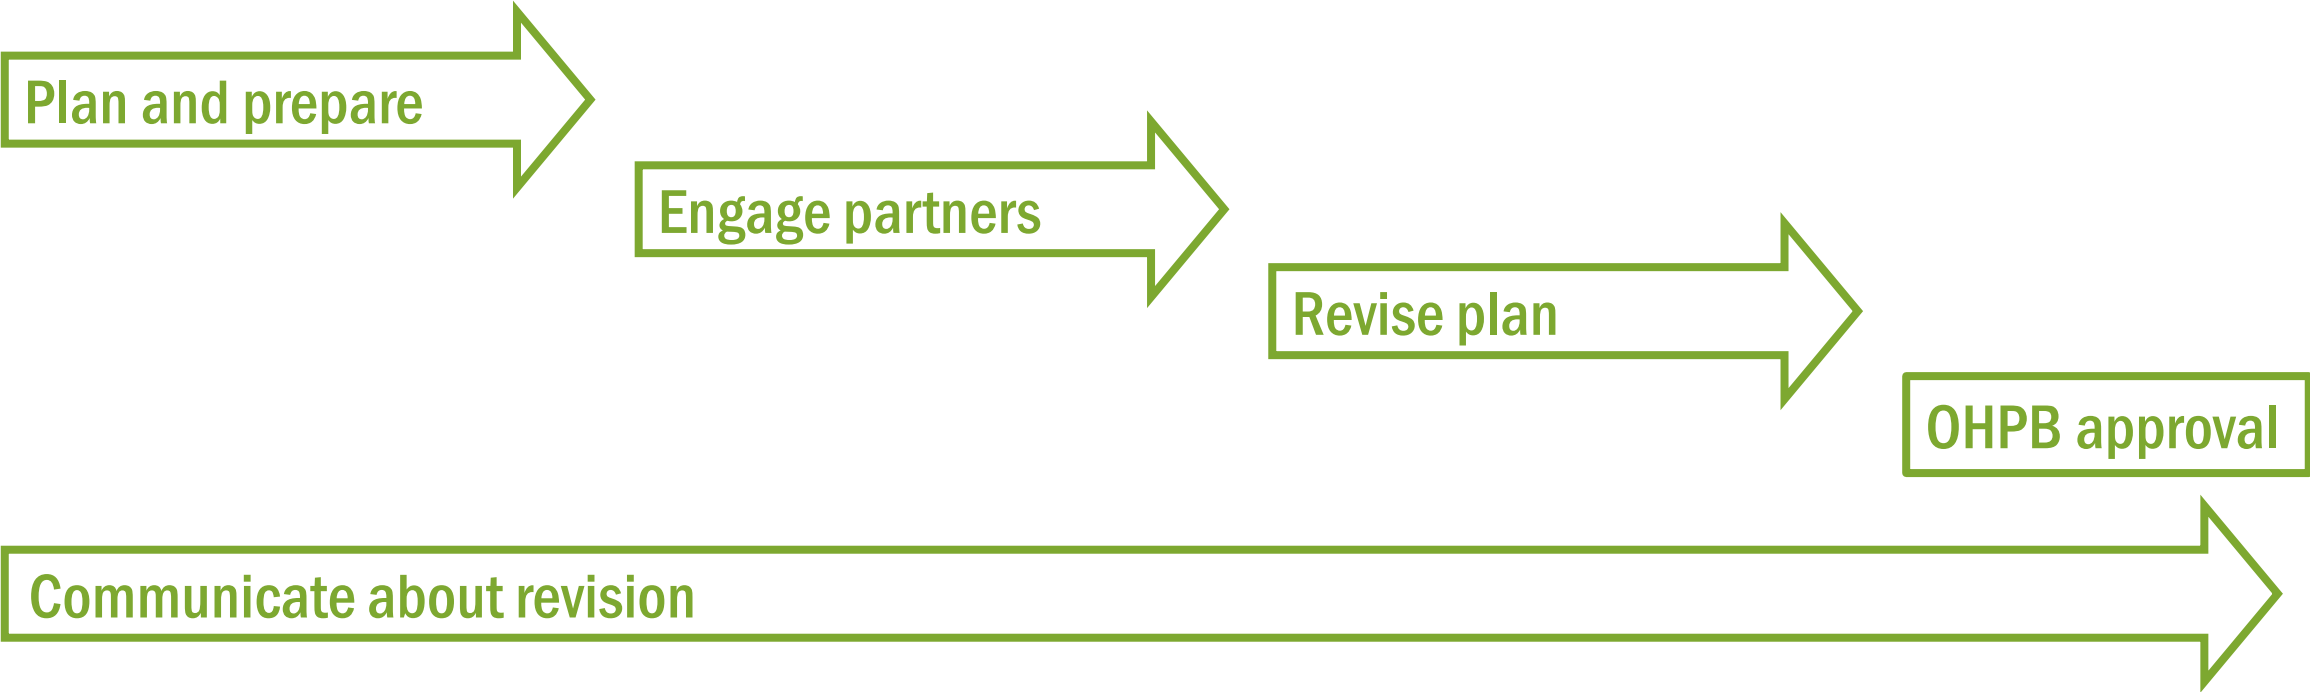 Plan and prepare
Engage partners
Revise plan
OHPB approval
Communicate about revision